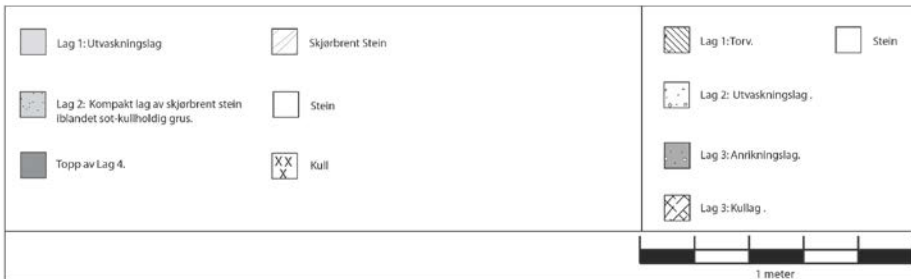 Lag 1: Utvaskningslag
Skjørbrent Stein
Lag 2: Kompakt lag av skjørbrent stein
iblandet sot-kullholdig grus.
Stein
Topp av Lag 4.
XX
X
Kull
Lag 1: Torv.
Stein
Lag 2: Utvaskningslag .
Lag 3: Anrikningslag.
Lag 3: Kullag .
1 meter